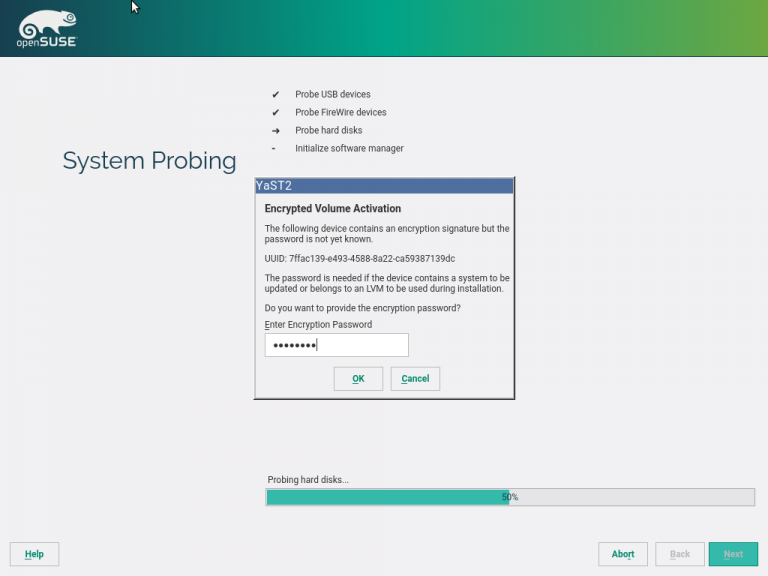 openSUSE
✔ Probe USB devices
✔ Probe FireWire devices
➔ Probe hard disks
- Initialize software manager
System Probing
YaST2
Encrypted Volume Activation
The following device contains an encryption signature but the
password is not yet known.
UUID: 7ffac139-e493-4588-8a22-ca59387139dc
The password is needed if the device contains a system to be
updated or belongs to an LVM to be used during installation.
Do you want to provide the encryption password?
Enter Encryption Password
●●●●●●●●
OK Cancel
Probing hard disks...
50%
Help Abort Back Next